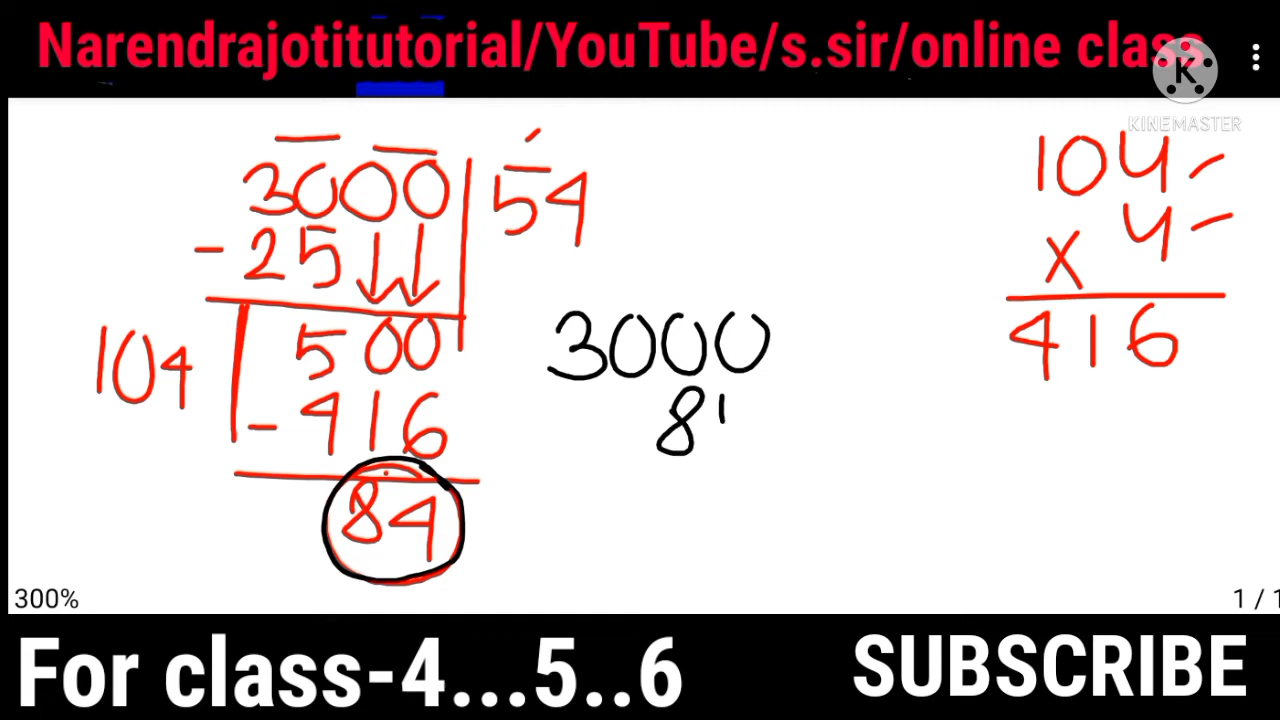 Narendrajotitutorial/YouTube/s.sir/online class
K
KINEMASTER
3000 54
- 25
104 500
- 416
84
3000
8
104
x 4
416
300% 1 / 1
For class-4...5..6 SUBSCRIBE